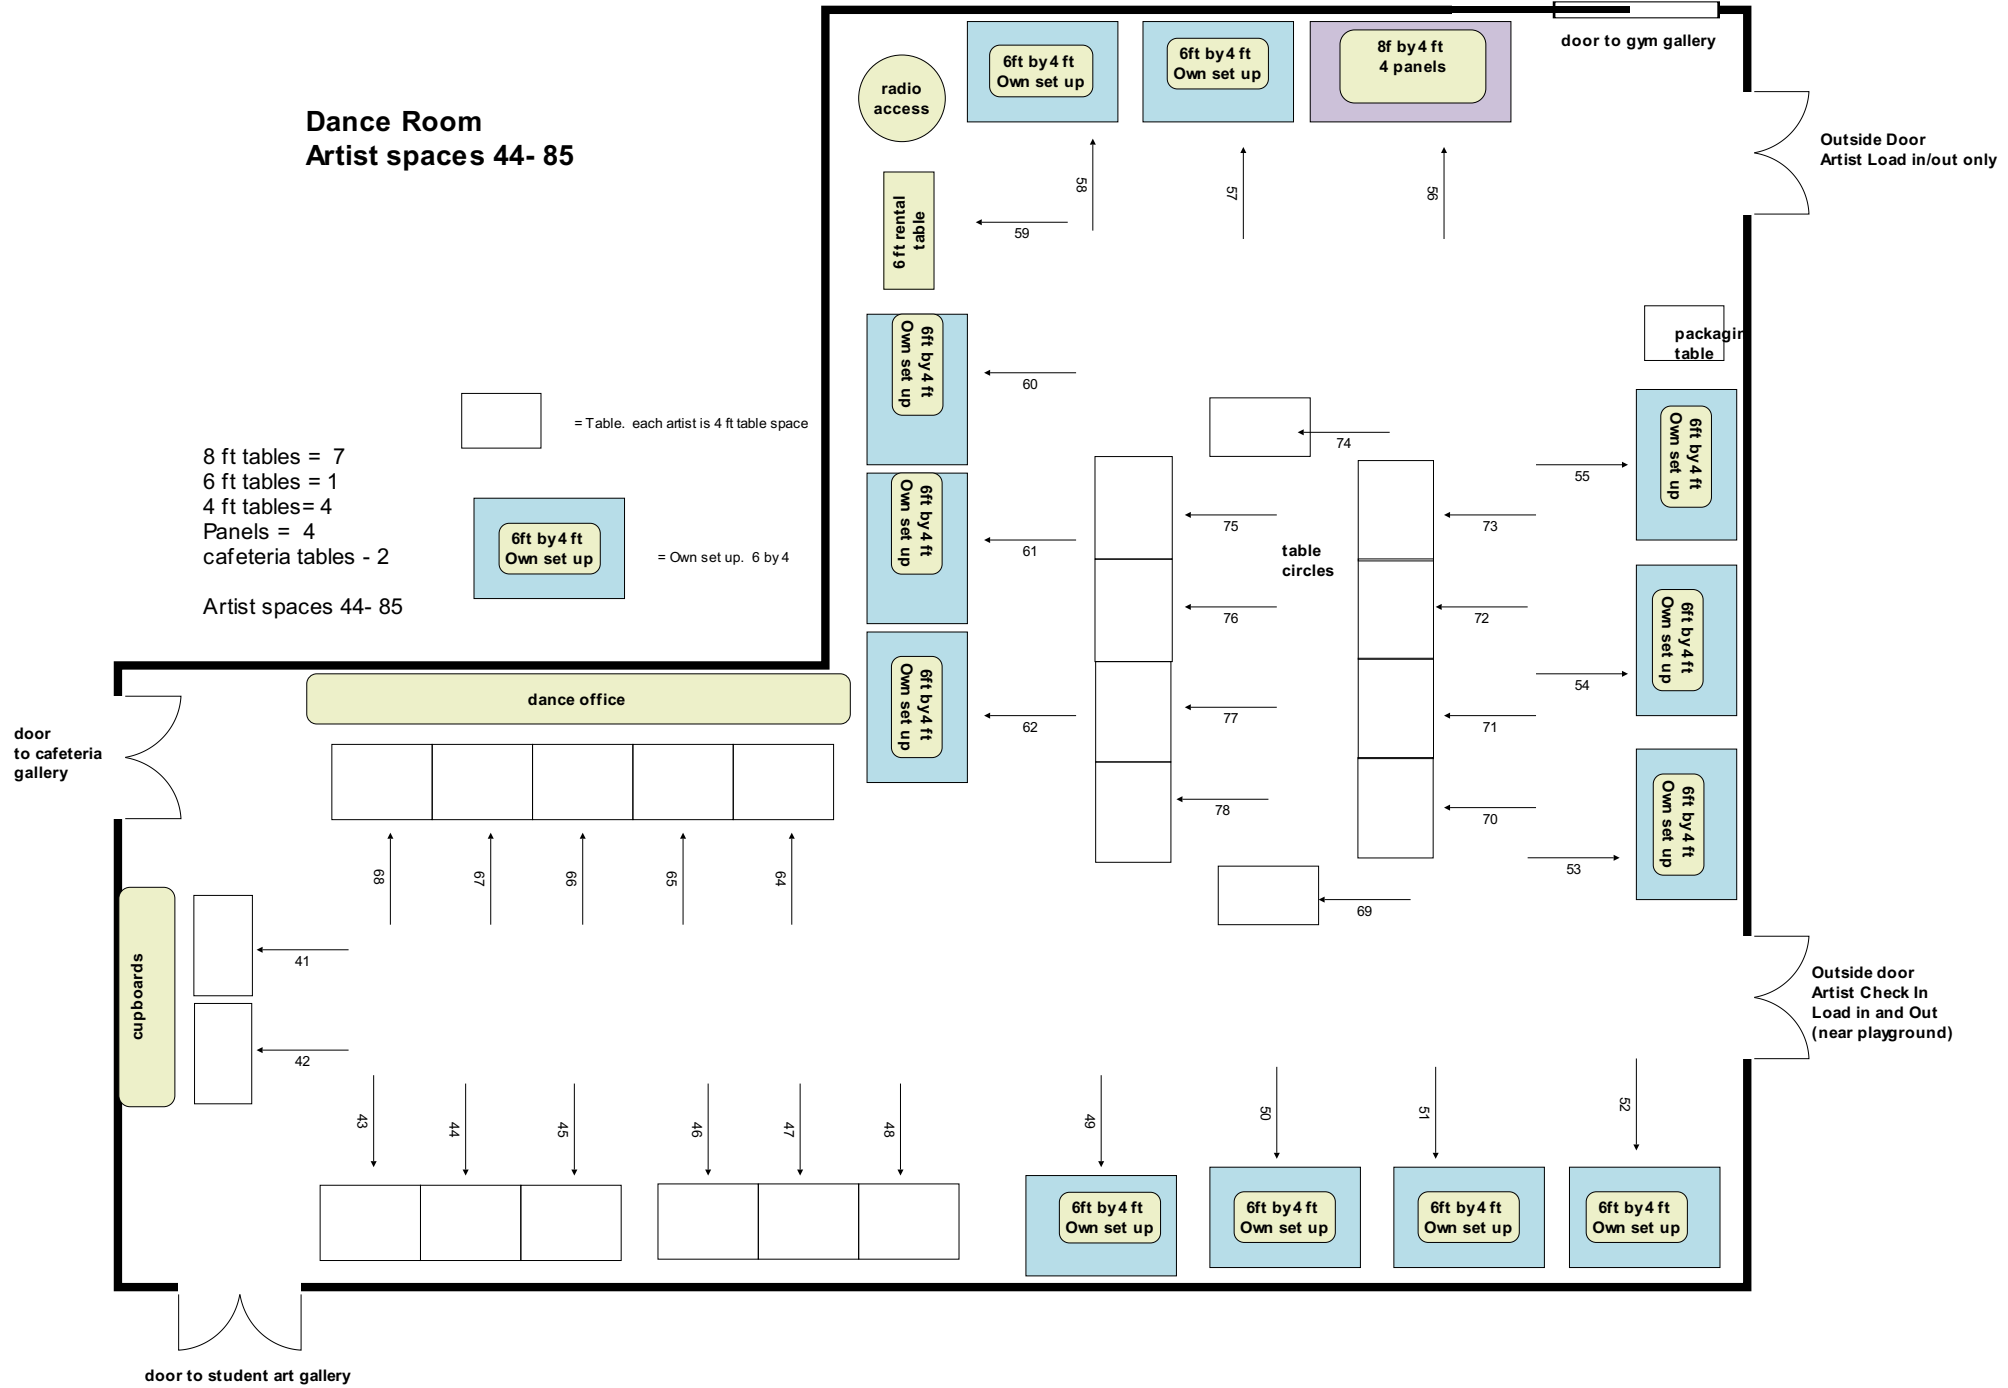 door to gym gallery
6ft by 4 ft
Own set up
6ft by 4 ft
Own set up
8f by 4 ft
4 panels
radio
access
Dance Room
Artist spaces 44- 85
Outside Door
Artist Load in/out only
58
57
56
6 ft rental
table
59
packagin
table
6ft by 4 ft
Own set up
60
= Table.  each artist is 4 ft table space
74
6ft by 4 ft
Own set up
55
8 ft tables =  7
6 ft tables = 1
4 ft tables= 4
Panels =  4
cafeteria tables - 2
Artist spaces 44- 85
6ft by 4 ft
Own set up
= Own set up.  6 by 4
6ft by 4 ft
Own set up
61
75
73
table
circles
76
72
6ft by 4 ft
Own set up
54
6ft by 4 ft
Own set up
62
77
71
dance office
door
to cafeteria
gallery
78
70
6ft by 4 ft
Own set up
53
68
67
66
65
64
69
cupboards
41
42
Outside door
Artist Check In
Load in and Out
(near playground)
43
44
45
46
47
48
49
50
51
52
6ft by 4 ft
Own set up
6ft by 4 ft
Own set up
6ft by 4 ft
Own set up
6ft by 4 ft
Own set up
door to student art gallery